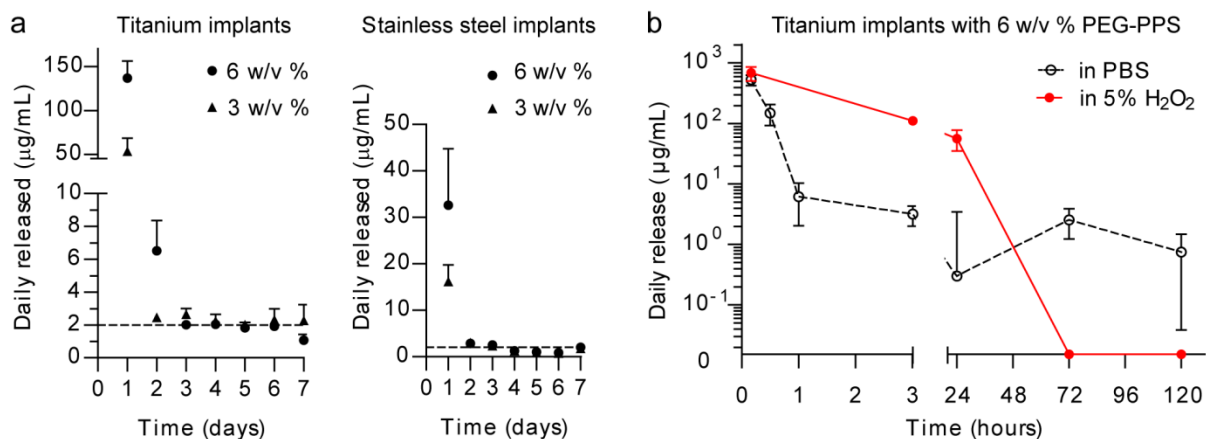 a
Titanium implants
6 w/v %
3 w/v %
Daily released (μg/mL)
150
100
50
8
6
4
2
0
0 1 2 3 4 5 6 7
Time (days)
Stainless steel implants
6 w/v %
3 w/v %
Daily released (μg/mL)
50
40
30
20
10
0
0 1 2 3 4 5 6 7
Time (days)
b
Titanium implants with 6 w/v % PEG-PPS
in PBS
in 5% H₂O₂
Daily release (μg/mL)
10³
10²
10¹
10⁰
10⁻¹
0
0 1 2 3 24 48 72 96 120
Time (hours)